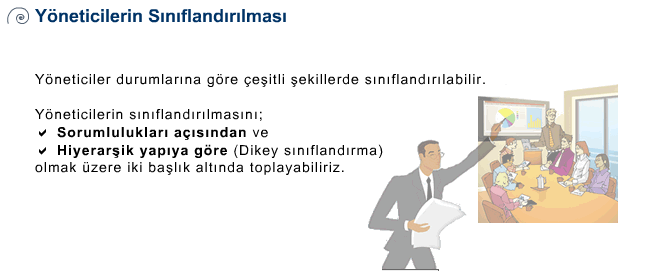 Yöneticilerin Sınıflandırılması
Yöneticiler durumlarına göre çeşitli şekillerde sınıflandırılabilir.
Yöneticilerin sınıflandırılmasını;
Sorumlulukları açısından ve
Hiyerarşik yapıya göre (Dikey sınıflandırma)
olmak üzere iki başlık altında toplayabiliriz.